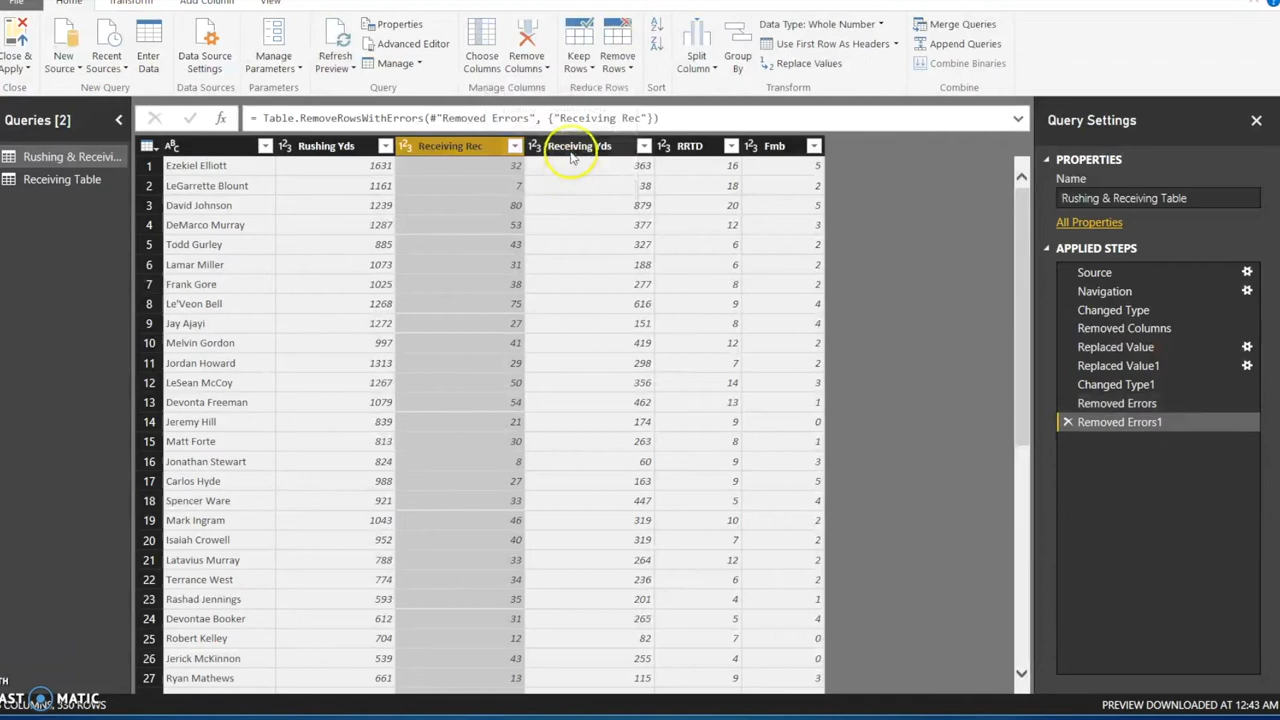 File Transform Add Column View
Close & Apply
New Source
Recent Sources
Enter Data
Data Source Settings
Manage Parameters
Refresh Preview
Properties
Advanced Editor
Manage
Choose Columns
Remove Columns
Keep Rows
Remove Rows
Split Column
Group By
Data Type: Whole Number
Use First Row As Headers
Replace Values
Merge Queries
Append Queries
Combine Binaries
Close New Query Data Sources Parameters Query Manage Columns Reduce Rows Sort Transform Combine
Queries [2]
Rushing & Receivi...
Receiving Table
= Table.RemoveRowsWithErrors(#"Removed Errors", {"Receiving Rec"})
Rushing Yds Receiving Rec Receiving Yds RRTD Fmb
1 Ezekiel Elliott 1631 32 363 16 5
2 LeGarrette Blount 1161 7 38 18 2
3 David Johnson 1239 80 879 20 5
4 DeMarco Murray 1287 53 377 12 3
5 Todd Gurley 885 43 327 6 2
6 Lamar Miller 1073 31 188 6 2
7 Frank Gore 1025 38 277 8 2
8 Le'Veon Bell 1268 75 616 9 4
9 Jay Ajayi 1272 27 151 8 4
10 Melvin Gordon 997 41 419 12 2
11 Jordan Howard 1313 29 298 7 2
12 LeSean McCoy 1267 50 356 14 3
13 Devonta Freeman 1079 54 462 13 1
14 Jeremy Hill 839 21 174 9 0
15 Matt Forte 813 30 263 8 1
16 Jonathan Stewart 824 8 60 9 3
17 Carlos Hyde 988 27 163 9 5
18 Spencer Ware 921 33 447 5 4
19 Mark Ingram 1043 46 319 10 2
20 Isaiah Crowell 952 40 319 7 2
21 Latavius Murray 788 33 264 12 2
22 Terrance West 774 34 236 6 2
23 Rashad Jennings 593 35 201 4 1
24 Devontae Booker 612 31 265 5 4
25 Robert Kelley 704 12 82 7 0
26 Jerick McKinnon 539 43 255 4 0
27 Ryan Mathews 661 13 115 9 3
Query Settings
PROPERTIES
Name
Rushing & Receiving Table
All Properties
APPLIED STEPS
Source
Navigation
Changed Type
Removed Columns
Replaced Value
Replaced Value1
Changed Type1
Removed Errors
Removed Errors1
COLUMNS, 330 ROWS
PREVIEW DOWNLOADED AT 12:43 AM